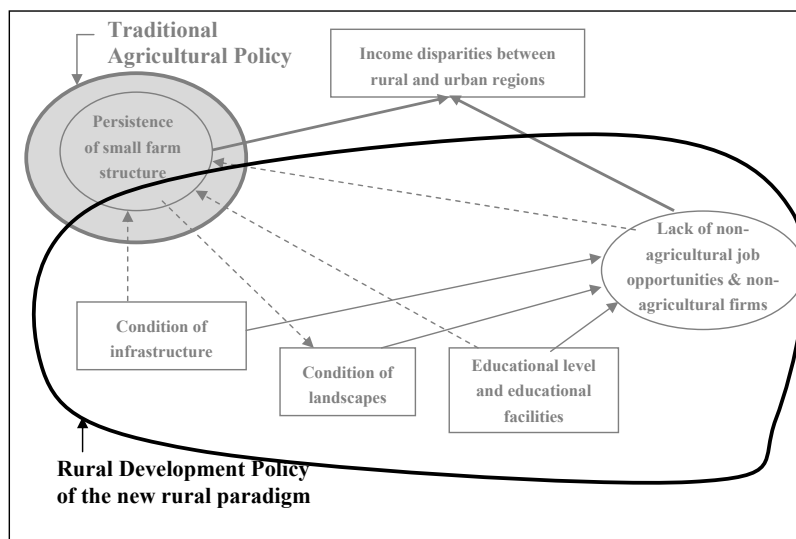 Traditional
Agricultural Policy
Income disparities between
rural and urban regions
Persistence
of small farm
structure
Lack of non-
agricultural job
opportunities & non-
agricultural firms
Condition of
infrastructure
Condition of
landscapes
Educational level
and educational
facilities
Rural Development Policy
of the new rural paradigm